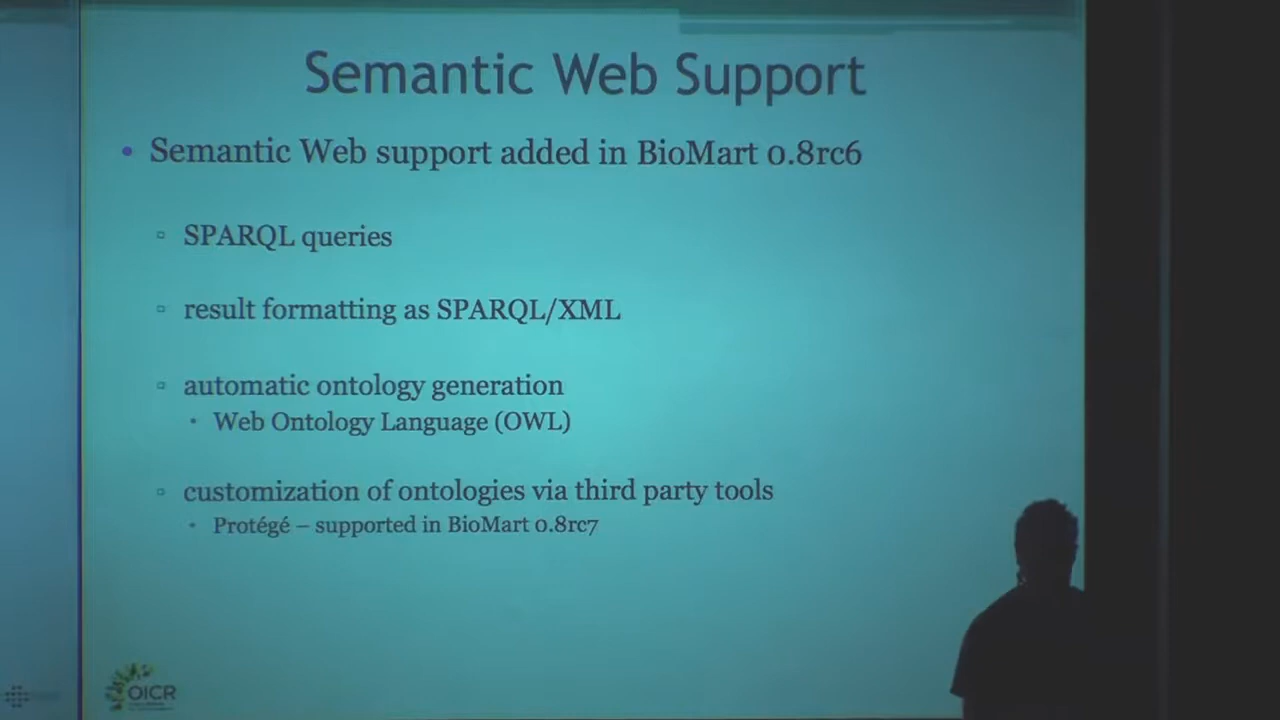 Semantic Web Support
• Semantic Web support added in BioMart 0.8rc6
▫ SPARQL queries
▫ result formatting as SPARQL/XML
▫ automatic ontology generation
• Web Ontology Language (OWL)
▫ customization of ontologies via third party tools
• Protégé – supported in BioMart 0.8rc7
OICR